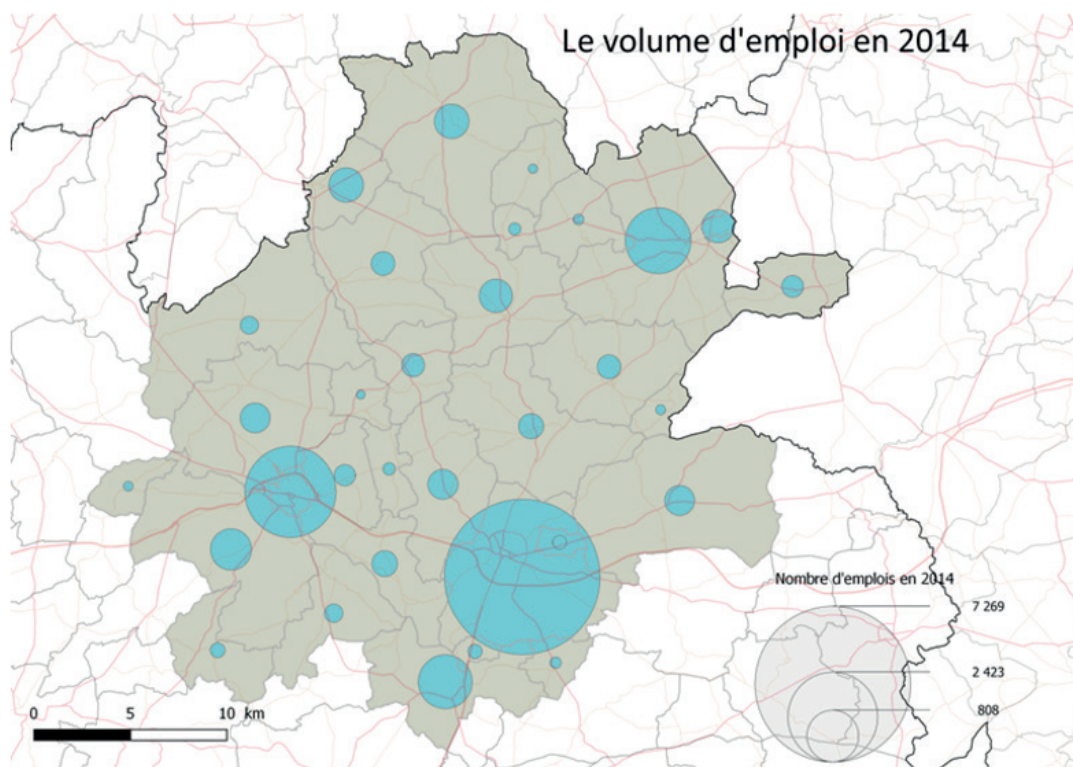 Le volume d'emploi en 2014
Nombre d'emplois en 2014
7 269
2 423
808
0 5 10 km